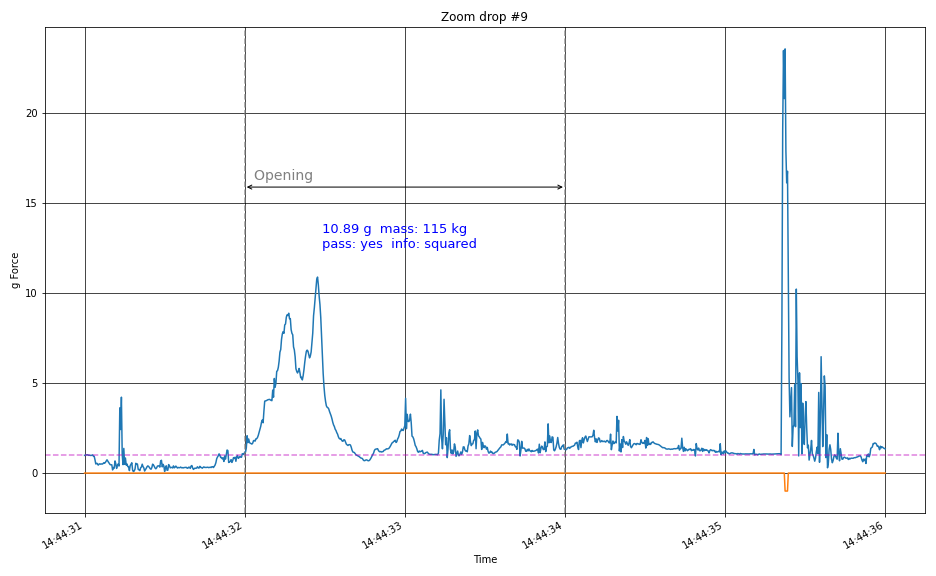 Zoom drop #9
20
15
10
5
0
g Force
Opening
10.89 g  mass: 115 kg
pass: yes  info: squared
14:44:31
14:44:32
14:44:33
14:44:34
14:44:35
14:44:36
Time